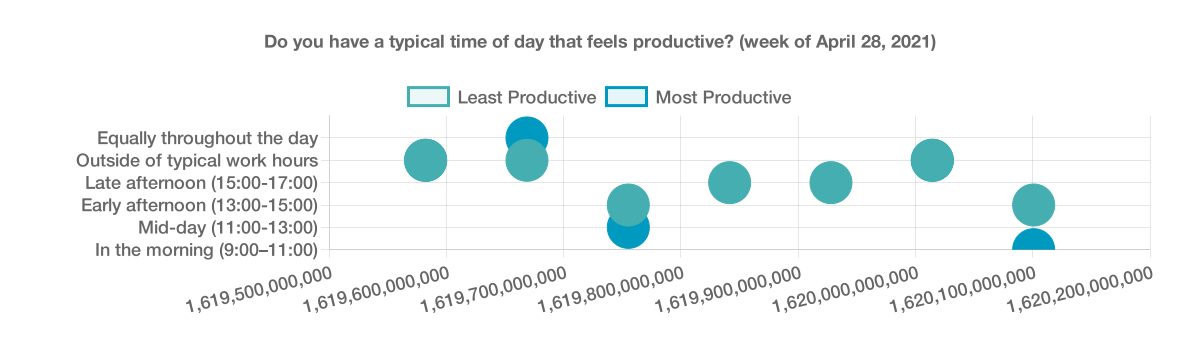 Do you have a typical time of day that feels productive? (week of April 28, 2021)
Least Productive Most Productive
Equally throughout the day
Outside of typical work hours
Late afternoon (15:00-17:00)
Early afternoon (13:00-15:00)
Mid-day (11:00-13:00)
In the morning (9:00–11:00)
1,619,500,000,000 1,619,600,000,000 1,619,700,000,000 1,619,800,000,000 1,619,900,000,000 1,620,000,000,000 1,620,100,000,000 1,620,200,000,000